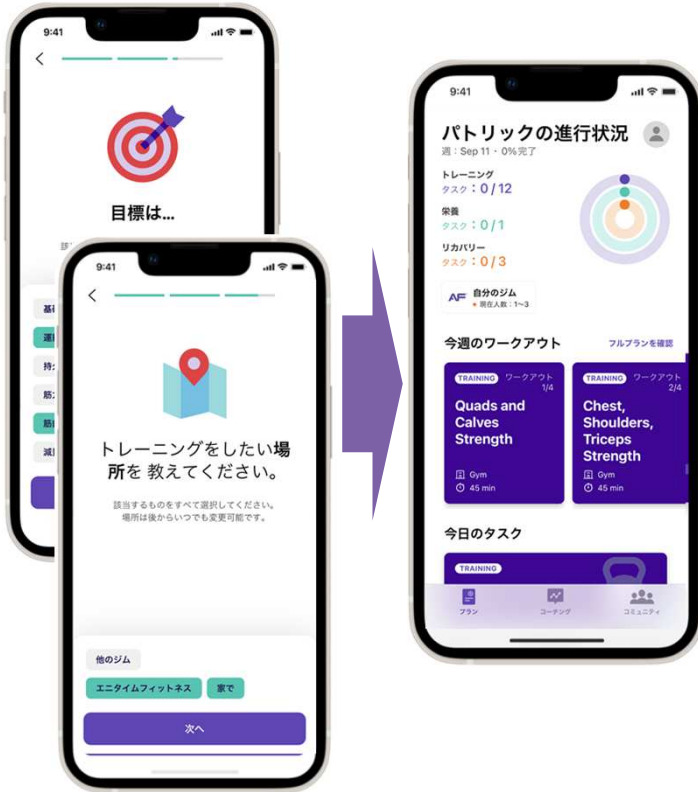 9:41
目標は...
9:41
トレーニングをしたい場
所を 教えてください。
該当するものをすべて選択してください。
場所は後からいつでも変更可能です。
他のジム
エニタイムフィットネス 家で
次へ
9:41
パトリックの進行状況
週：Sep 11・0%完了
トレーニング
タスク：0/12
栄養
タスク：0/1
リカバリー
タスク：0/3
AF 自分のジム
現在人数：1~3
今週のワークアウト フルプランを確認
TRAINING ワークアウト
1/4
Quads and
Calves
Strength
Gym
45 min
TRAINING ワークアウト
2/4
Chest,
Shoulders,
Triceps
Strength
Gym
45 min
今日のタスク
TRAINING
プラン コーチング コミュニティ